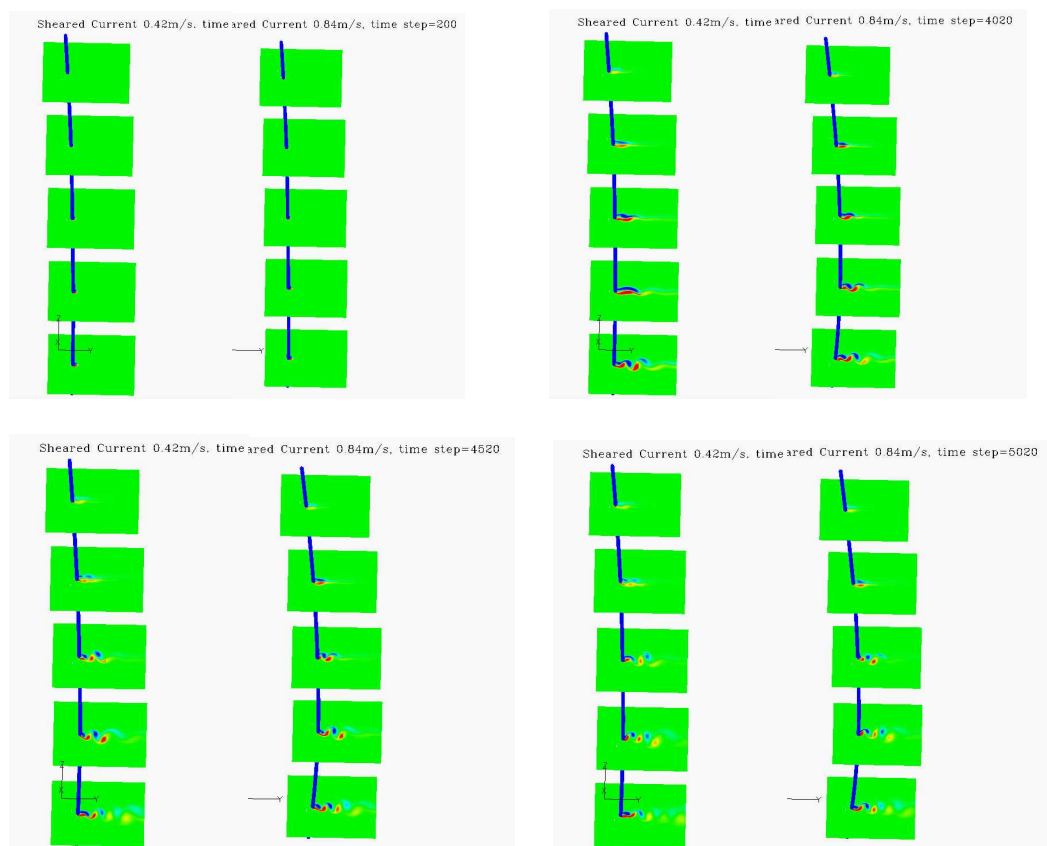 Sheared Current 0.42m/s, time ared Current 0.84m/s, time step=200
Z
X Y
Y
Sheared Current 0.42m/s, time ared Current 0.84m/s, time step=4020
Z
X Y
Y
Sheared Current 0.42m/s, time ared Current 0.84m/s, time step=4520
Z
X Y
Y
Sheared Current 0.42m/s, time ared Current 0.84m/s, time step=5020
Z
X Y
Y